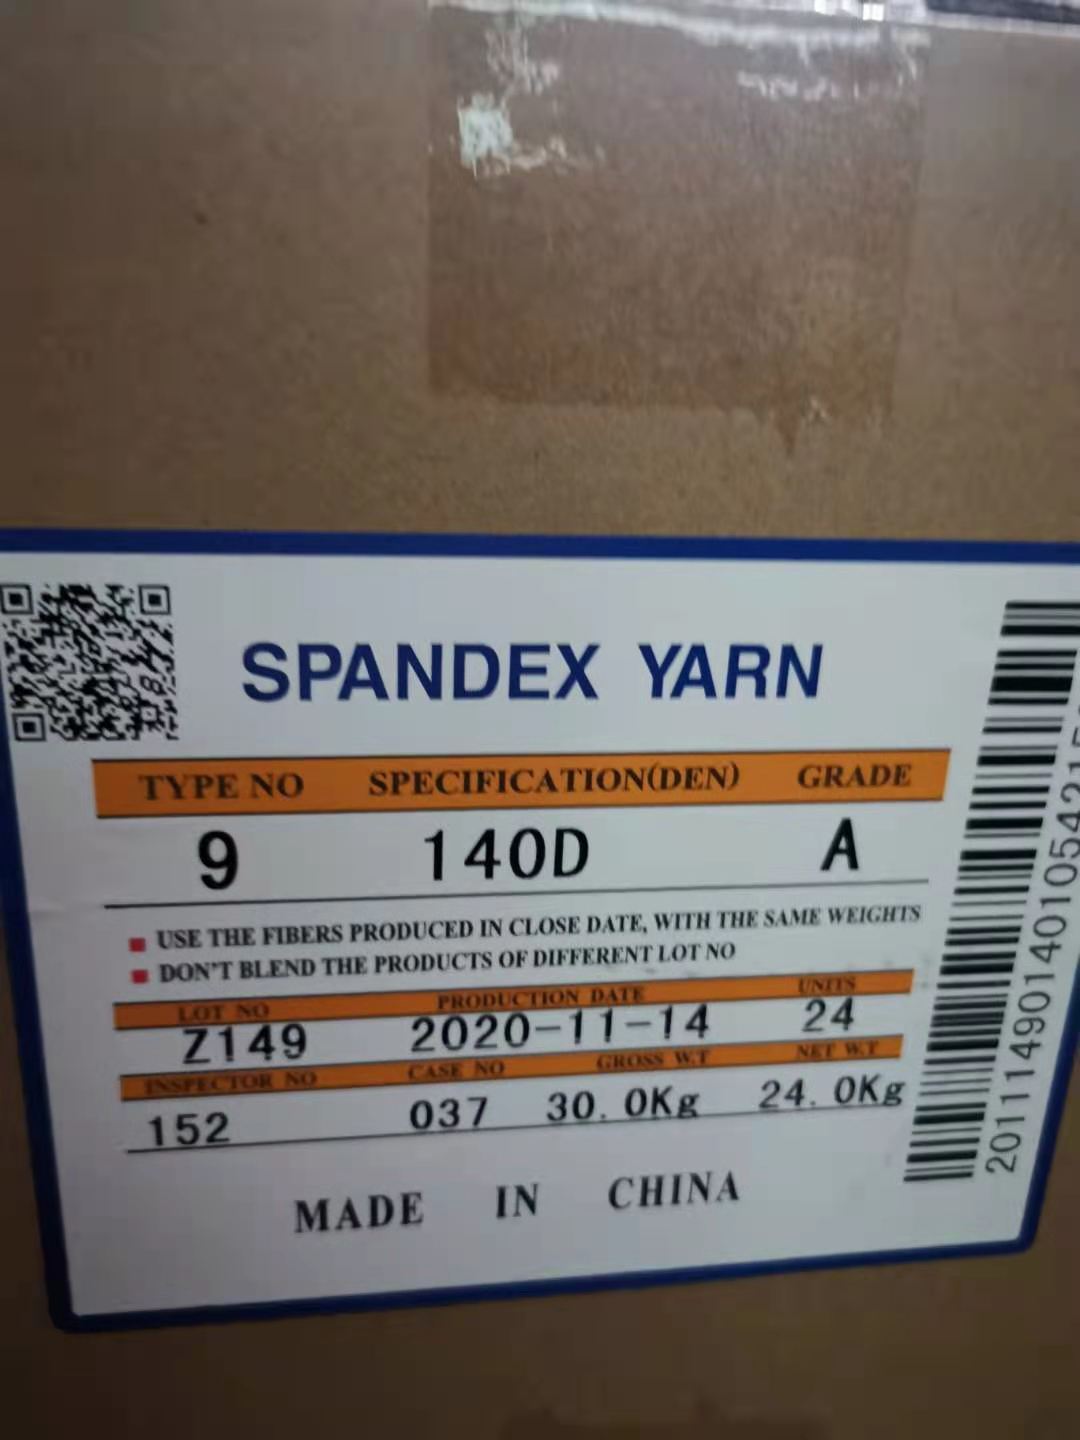 SPANDEX YARN
TYPE NO SPECIFICATION(DEN) GRADE
9 140D A
USE THE FIBERS PRODUCED IN CLOSE DATE, WITH THE SAME WEIGHTS
DON'T BLEND THE PRODUCTS OF DIFFERENT LOT NO
LOT NO PRODUCTION DATE UNITS
Z149 2020-11-14 24
INSPECTOR NO CASE NO GROSS W.T NET W.T
152 037 30.0Kg 24.0Kg
MADE IN CHINA